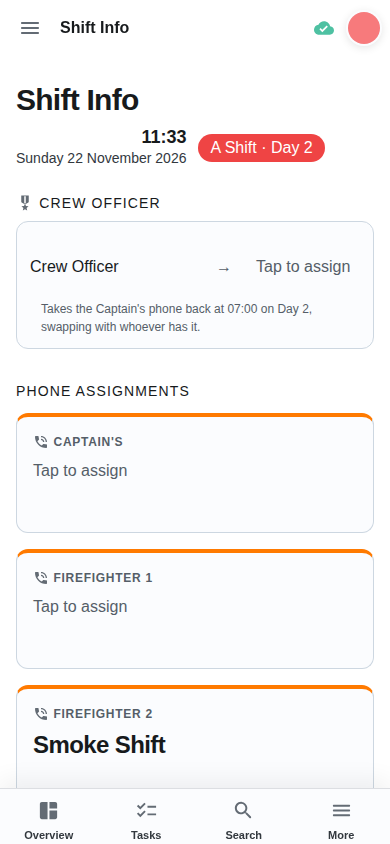 Shift Info
Shift Info
11:33
Sunday 22 November 2026
A Shift · Day 2
CREW OFFICER
Crew Officer → Tap to assign
Takes the Captain's phone back at 07:00 on Day 2,
swapping with whoever has it.
PHONE ASSIGNMENTS
CAPTAIN'S
Tap to assign
FIREFIGHTER 1
Tap to assign
FIREFIGHTER 2
Smoke Shift
Overview Tasks Search More